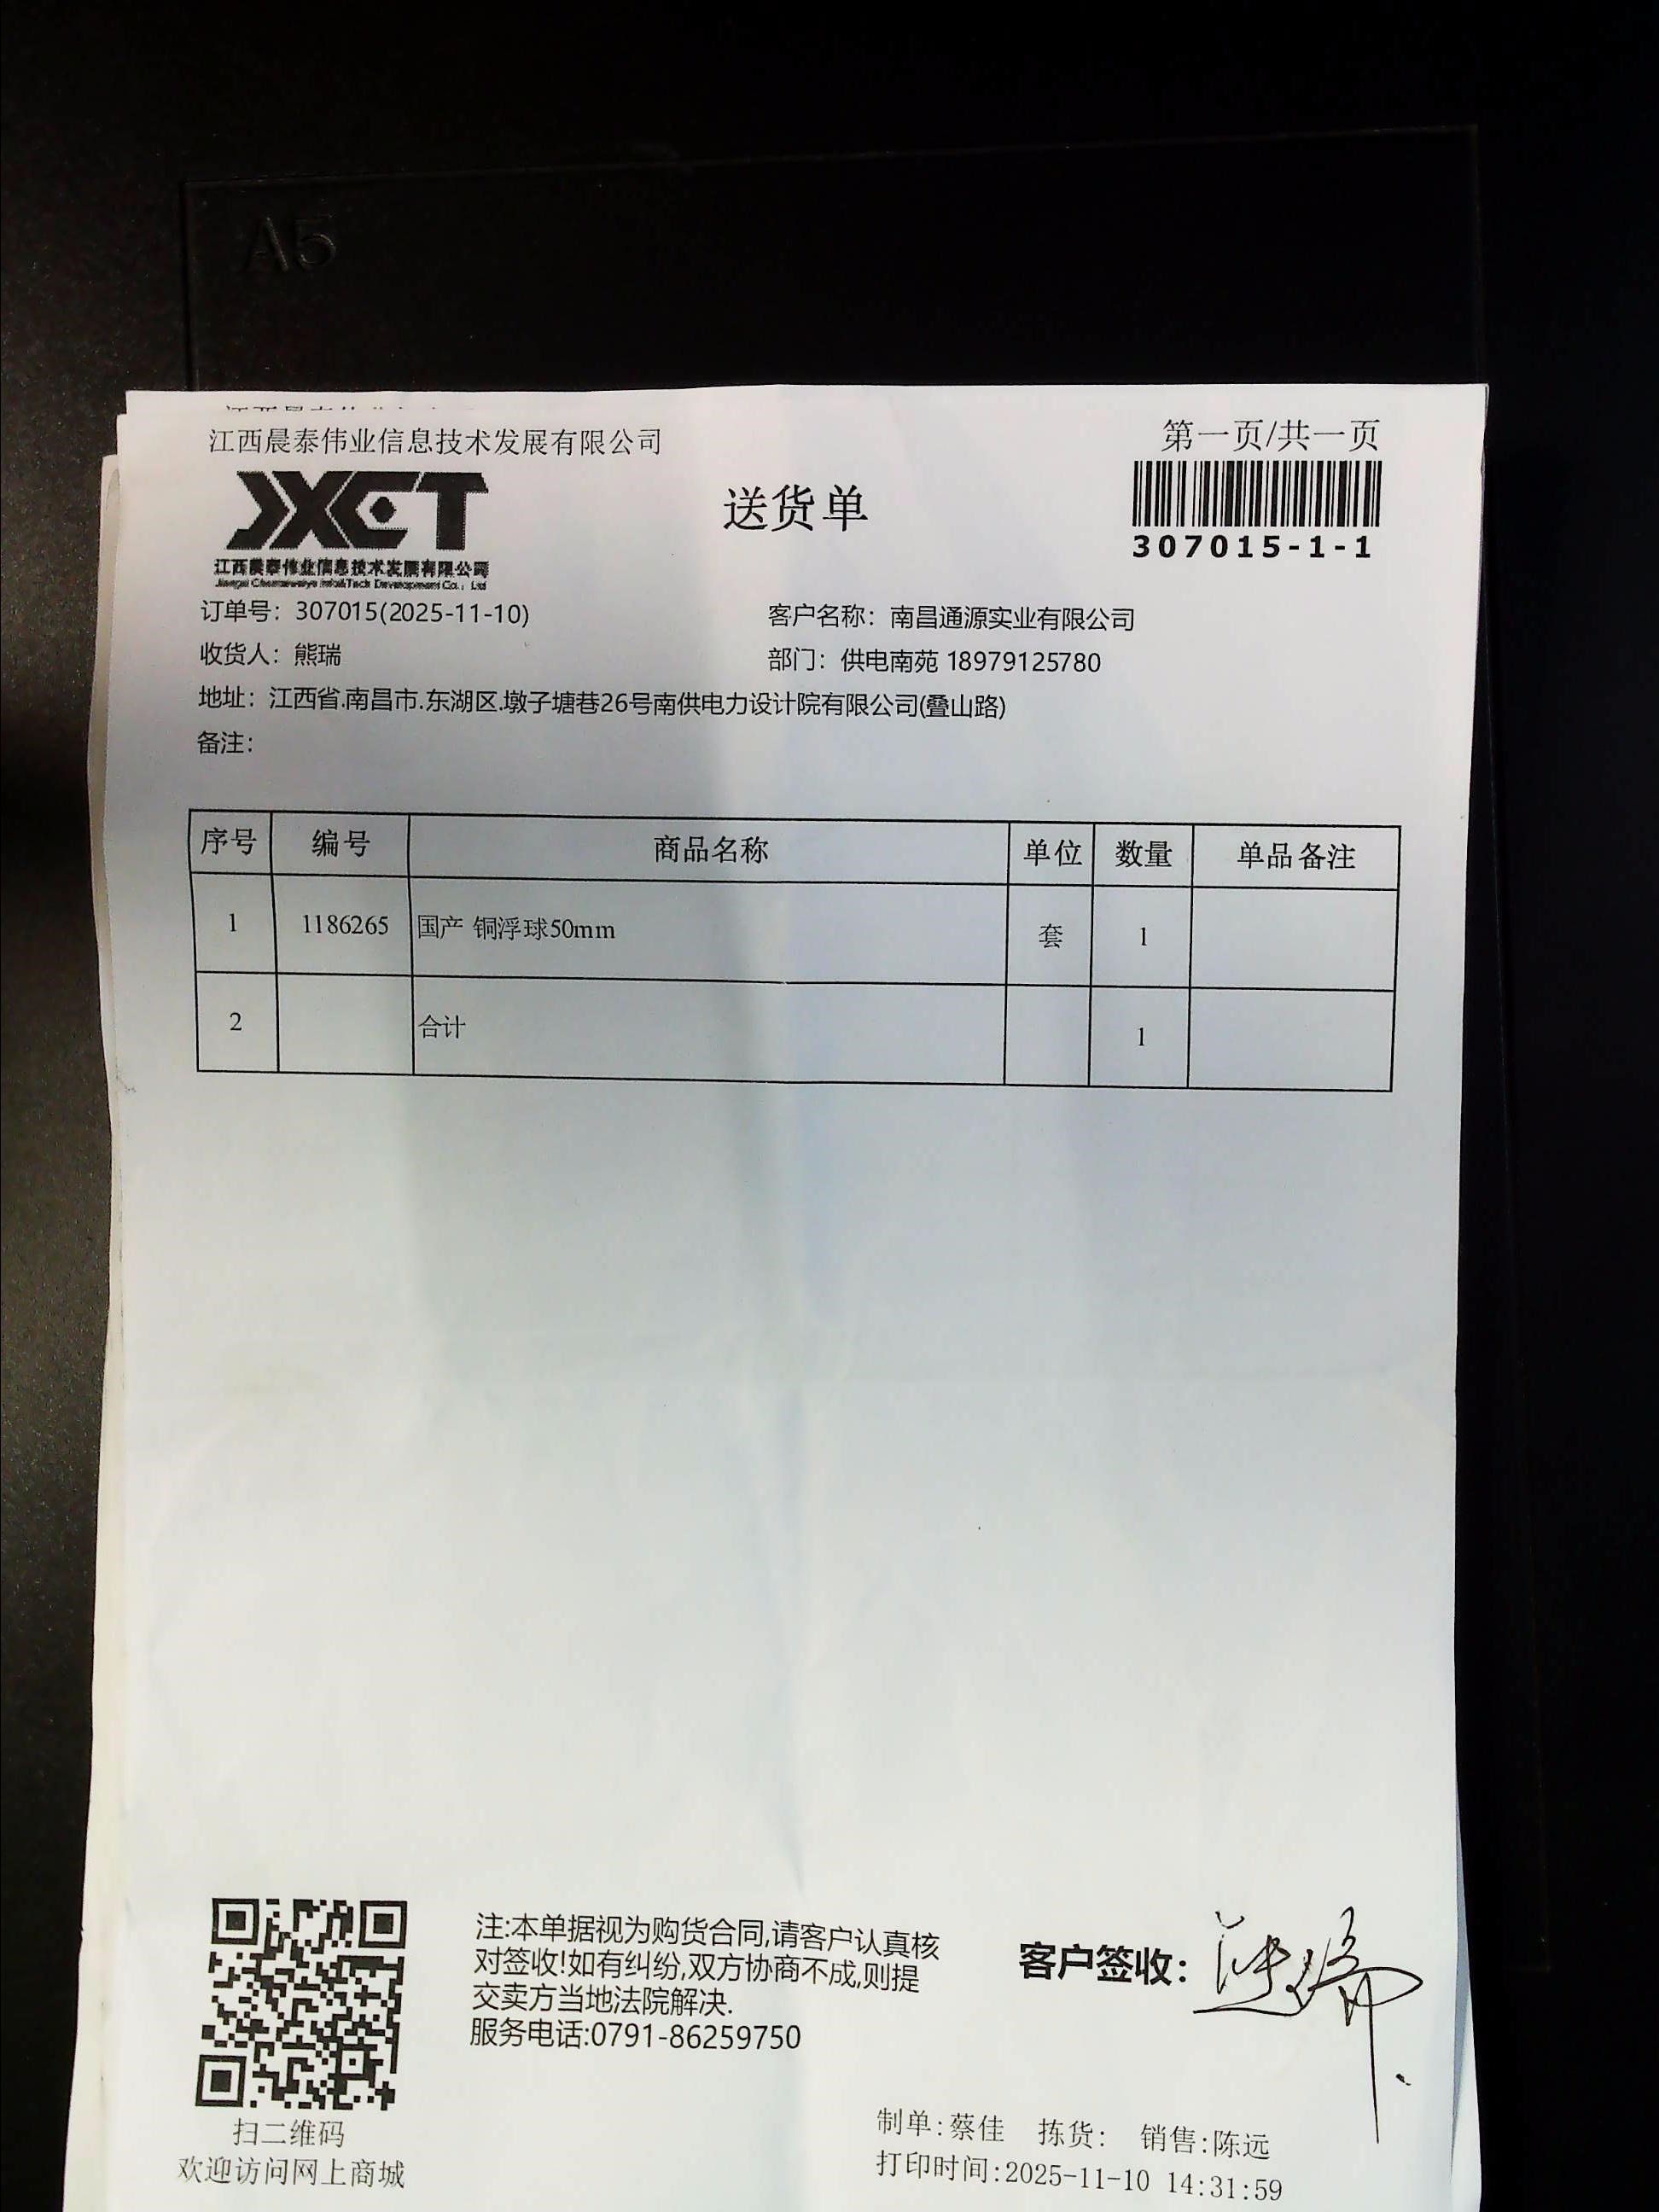 A5
江西晨泰伟业信息技术发展有限公司
第一页/共一页
JXCT
送货单
307015-1-1
江西晨泰伟业信息技术发展有限公司
订单号：307015(2025-11-10)
客户名称：南昌通源实业有限公司
收货人：熊瑞
部门：供电南苑 18979125780
地址：江西省.南昌市.东湖区.墩子塘巷26号南供电力设计院有限公司(叠山路)
备注：
序号 编号 商品名称 单位 数量 单品备注
1 1186265 国产 铜浮球50mm 套 1
2 合计 1
注:本单据视为购货合同,请客户认真核
对签收!如有纠纷,双方协商不成,则提
交卖方当地法院解决.
服务电话:0791-86259750
客户签收：
扫二维码
欢迎访问网上商城
制单:蔡佳 拣货: 销售:陈远
打印时间:2025-11-10 14:31:59